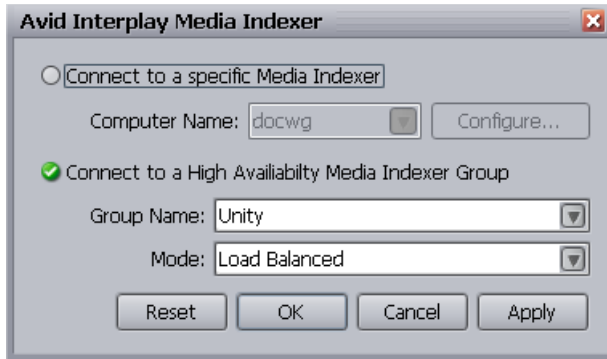 Avid Interplay Media Indexer
Connect to a specific Media Indexer
Computer Name: docwg Configure...
Connect to a High Availiabilty Media Indexer Group
Group Name: Unity
Mode: Load Balanced
Reset OK Cancel Apply